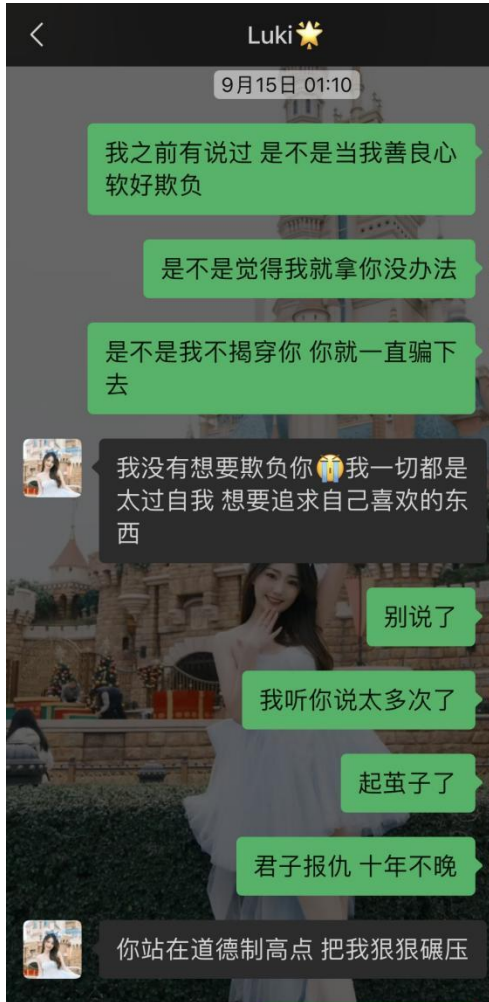 Luki🌟
9月15日 01:10
我之前有说过 是不是当我善良心
软好欺负
是不是觉得我就拿你没办法
是不是我不揭穿你 你就一直骗下
去
我没有想要欺负你😭我一切都是
太过自我 想要追求自己喜欢的东
西
别说了
我听你说太多次了
起茧子了
君子报仇 十年不晚
你站在道德制高点 把我狠狠碾压